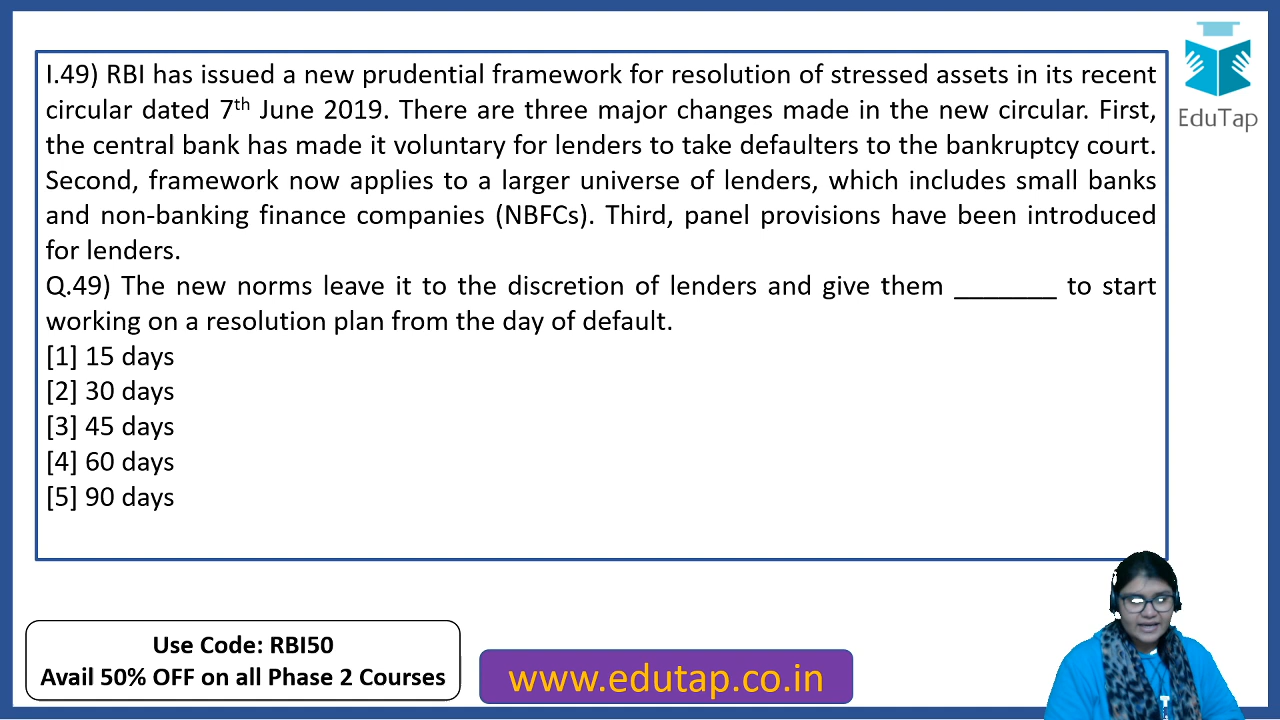 I.49) RBI has issued a new prudential framework for resolution of stressed assets in its recent
circular dated 7th June 2019. There are three major changes made in the new circular. First,
the central bank has made it voluntary for lenders to take defaulters to the bankruptcy court.
Second, framework now applies to a larger universe of lenders, which includes small banks
and non-banking finance companies (NBFCs). Third, panel provisions have been introduced
for lenders.
Q.49) The new norms leave it to the discretion of lenders and give them _______ to start
working on a resolution plan from the day of default.
[1] 15 days
[2] 30 days
[3] 45 days
[4] 60 days
[5] 90 days
EduTap
Use Code: RBI50
Avail 50% OFF on all Phase 2 Courses
www.edutap.co.in